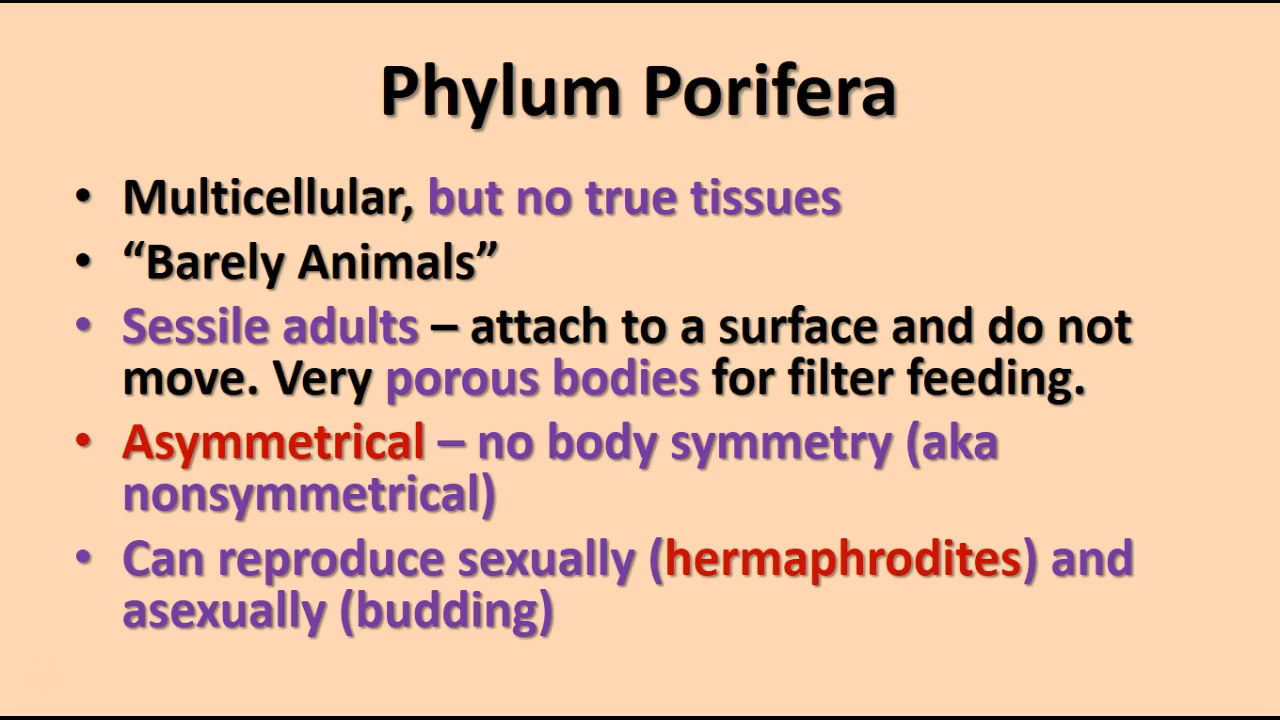 Phylum Porifera
• Multicellular, but no true tissues
• “Barely Animals”
• Sessile adults – attach to a surface and do not
move. Very porous bodies for filter feeding.
• Asymmetrical – no body symmetry (aka
nonsymmetrical)
• Can reproduce sexually (hermaphrodites) and
asexually (budding)